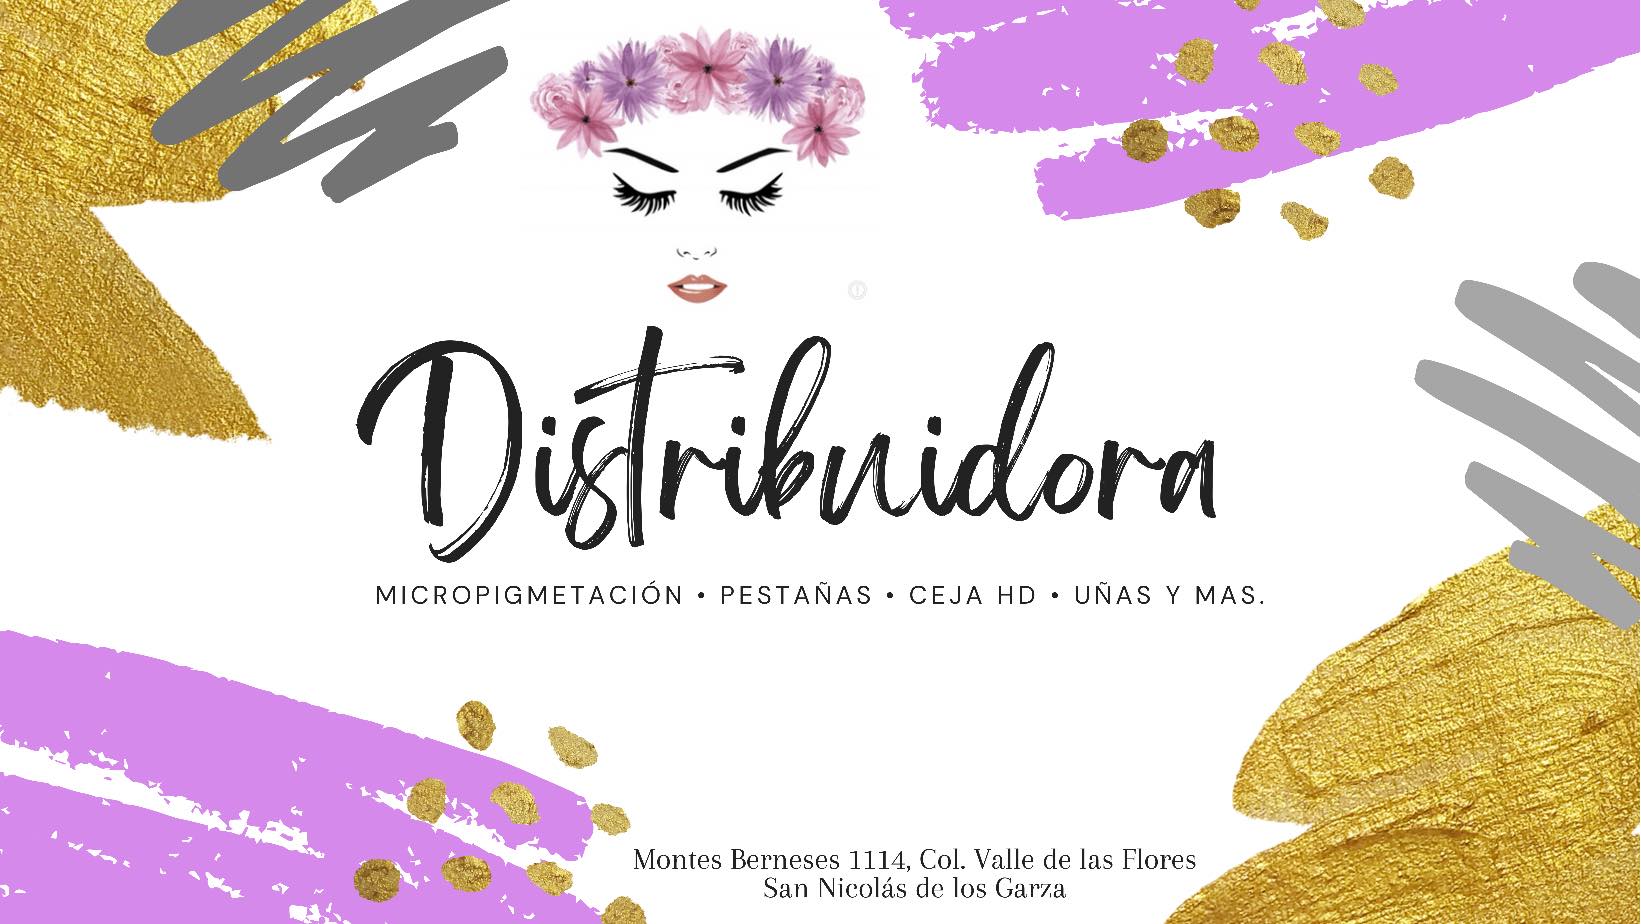 Distribuidora
MICROPIGMETACIÓN • PESTAÑAS • CEJA HD • UÑAS Y MAS.
Montes Berneses 1114, Col. Valle de las Flores
San Nicolás de los Garza